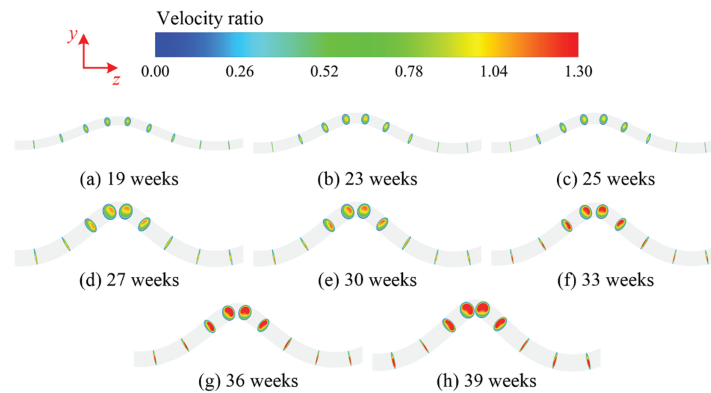 Velocity ratio
y
z
0.00 0.26 0.52 0.78 1.04 1.30
(a) 19 weeks (b) 23 weeks (c) 25 weeks
(d) 27 weeks (e) 30 weeks (f) 33 weeks
(g) 36 weeks (h) 39 weeks